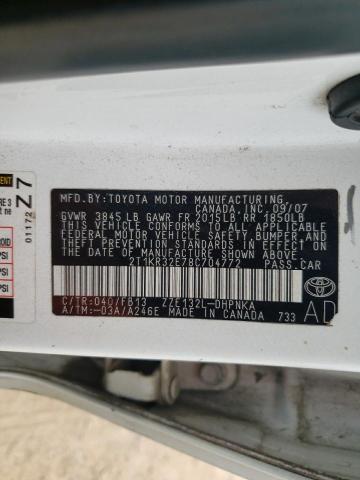 MFD.BY:TOYOTA MOTOR MANUFACTURING
CANADA INC. 09/07
GVWR 3845 LB GAWR FR 2015LB RR 1850LB
THIS VEHICLE CONFORMS TO ALL APPLICABLE
FEDERAL MOTOR VEHICLE SAFETY, BUMPER, AND
THEFT PREVENTION STANDARDS IN EFFECT ON
THE DATE OF MANUFACTURE SHOWN ABOVE.
2T1KR32E78C704772 PASS.CAR
C/TR:040/FB13 ZZE132L-DHPNKA
A/TM:-03A/A246E MADE IN CANADA 733
AD
TOYOTA
Z7
01172